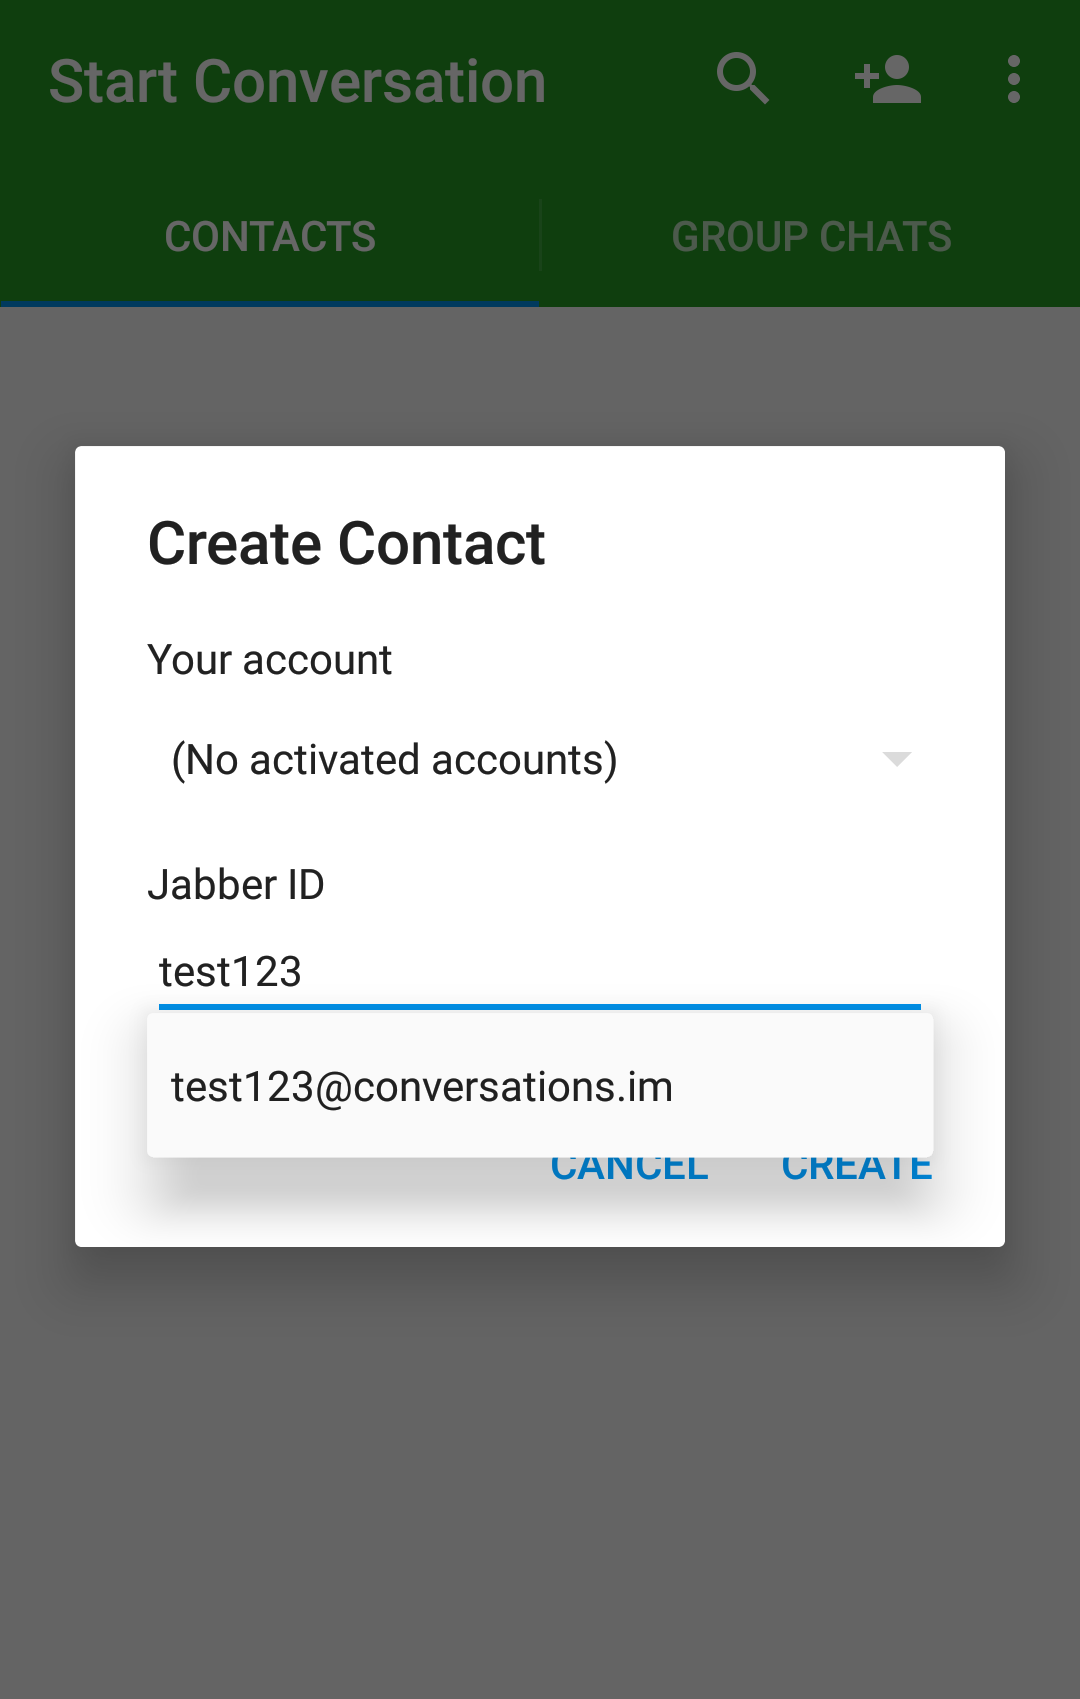 Start Conversation
CONTACTS
GROUP CHATS
Create Contact
Your account
(No activated accounts)
Jabber ID
test123
test123@conversations.im
CANCEL
CREATE